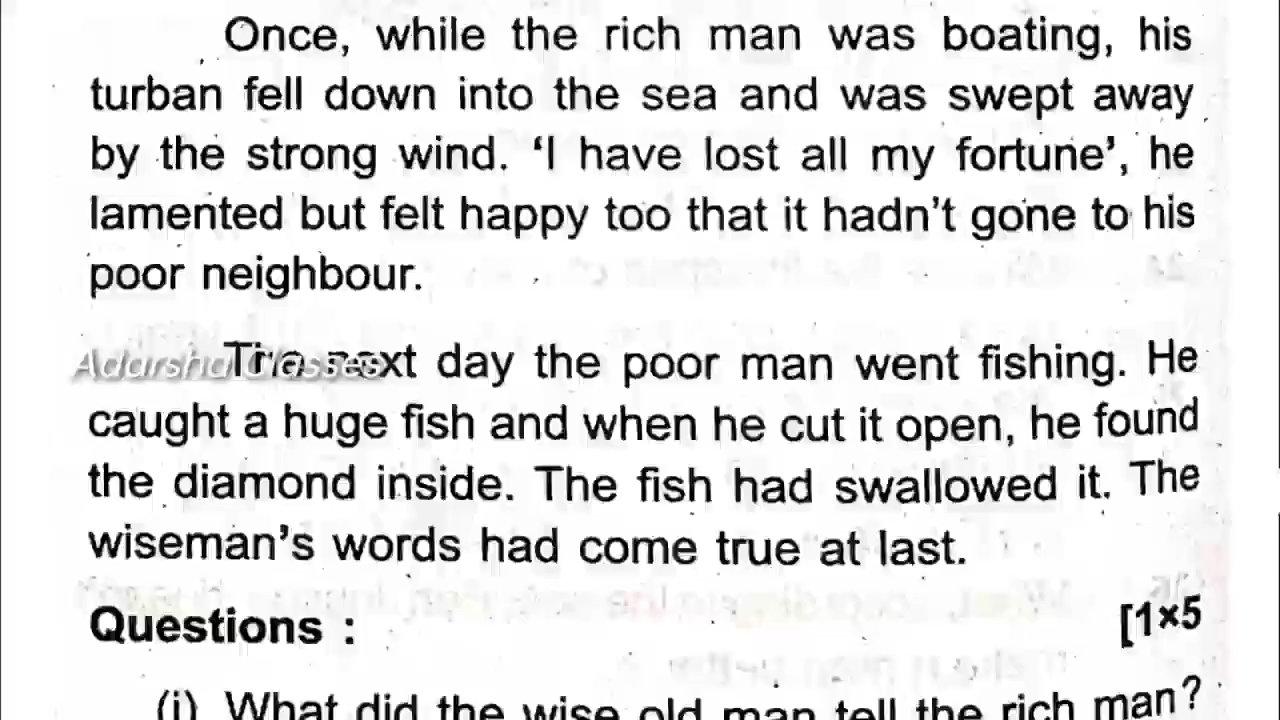 Once, while the rich man was boating, his
turban fell down into the sea and was swept away
by the strong wind. ‘I have lost all my fortune’, he
lamented but felt happy too that it hadn’t gone to his
poor neighbour.
Adarsha Classes
The next day the poor man went fishing. He
caught a huge fish and when he cut it open, he found
the diamond inside. The fish had swallowed it. The
wiseman’s words had come true at last.
Questions : [1×5
(i) What did the wise old man tell the rich man?